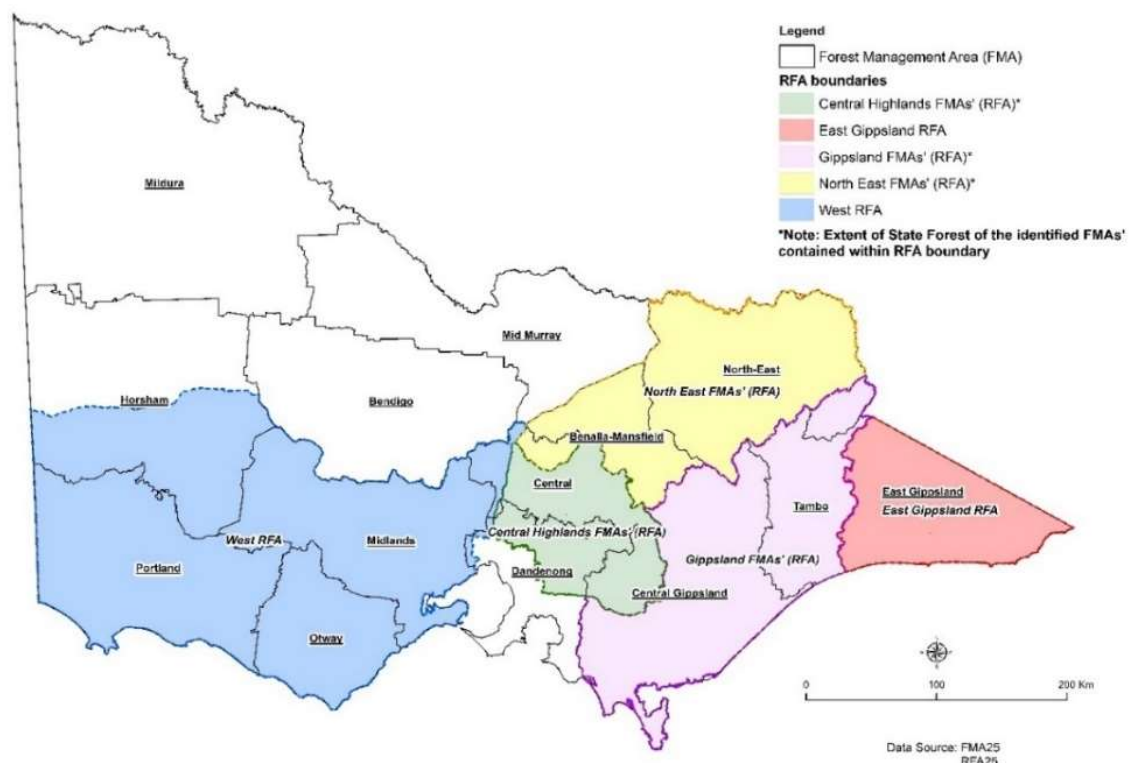 Legend
Forest Management Area (FMA)
RFA boundaries
Central Highlands FMAs' (RFA)*
East Gippsland RFA
Gippsland FMAs' (RFA)*
North East FMAs' (RFA)*
West RFA
*Note: Extent of State Forest of the identified FMAs'
contained within RFA boundary
Mildura
Mid Murray
North-East
North East FMAs' (RFA)
Horsham
Bendigo
Benalla-Mansfield
Central
East Gippsland
East Gippsland RFA
Tambo
Central Highlands FMAs' (RFA)
West RFA
Midlands
Gippsland FMAs' (RFA)
Portland
Dandenong
Central Gippsland
Otway
0 100 200 Km
Data Source: FMA25
RFA25